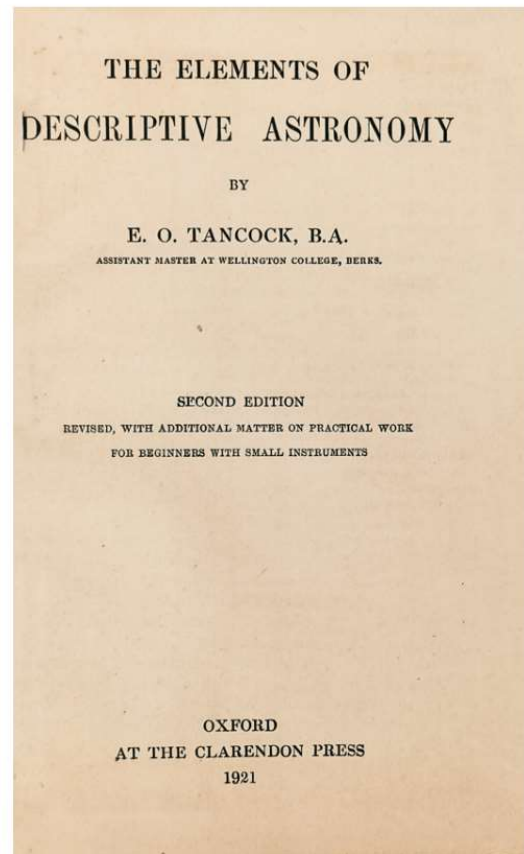 THE ELEMENTS OF
DESCRIPTIVE ASTRONOMY
BY
E. O. TANCOCK, B.A.
ASSISTANT MASTER AT WELLINGTON COLLEGE, BERKS.
SECOND EDITION
REVISED, WITH ADDITIONAL MATTER ON PRACTICAL WORK
FOR BEGINNERS WITH SMALL INSTRUMENTS
OXFORD
AT THE CLARENDON PRESS
1921